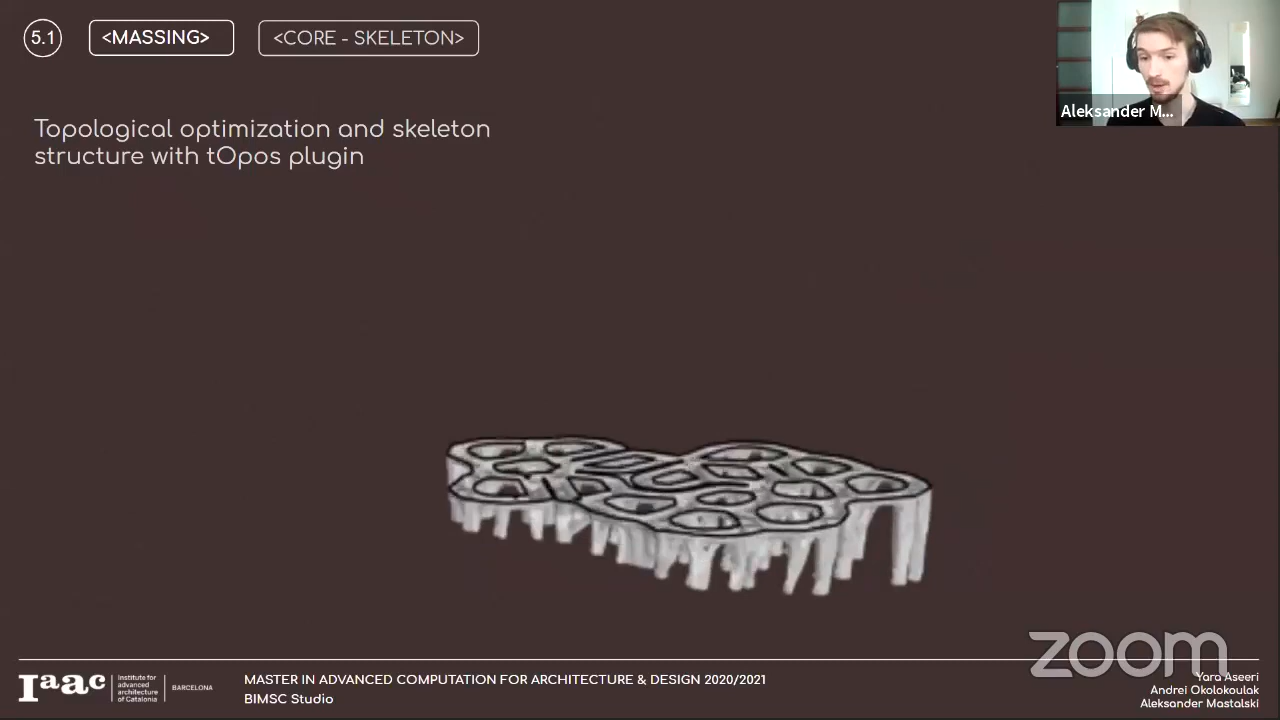 5.1
<MASSING>
<CORE - SKELETON>
Topological optimization and skeleton
structure with tOpos plugin
Aleksander M...
zoom
Iaac
Institute for
advanced
architecture
of Catalonia
BARCELONA
MASTER IN ADVANCED COMPUTATION FOR ARCHITECTURE & DESIGN 2020/2021
BIMSC Studio
Yara Aseeri
Andrei Okolokoulak
Aleksander Mastalski